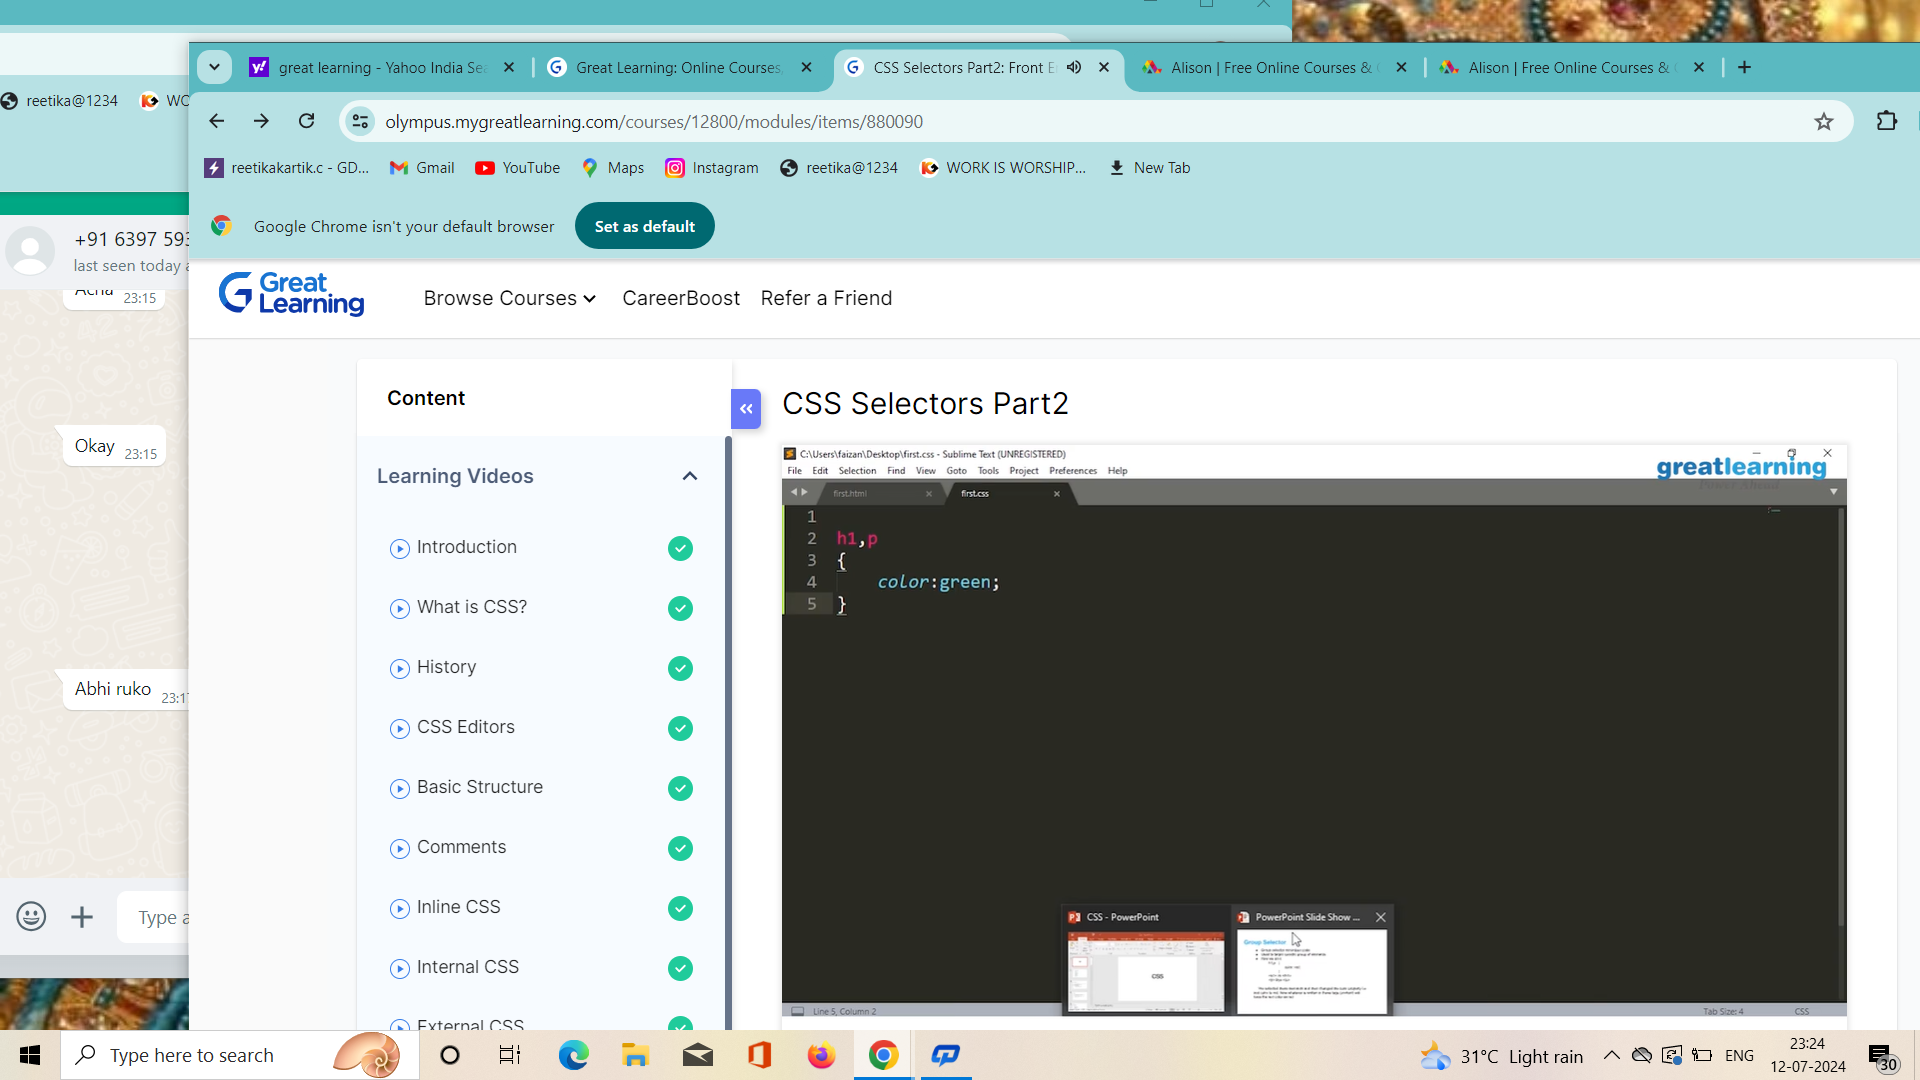 great learning - Yahoo India Sea
Great Learning: Online Courses,
CSS Selectors Part2: Front E
Alison | Free Online Courses &
Alison | Free Online Courses &
reetika@1234
WO
olympus.mygreatlearning.com/courses/12800/modules/items/880090
reetikakartik.c - GD...
Gmail
YouTube
Maps
Instagram
reetika@1234
WORK IS WORSHIP...
New Tab
Google Chrome isn't your default browser
Set as default
+91 6397 593
last seen today a
Acha 23:15
Okay 23:15
Abhi ruko 23:17
Type a
Great Learning
Browse Courses
CareerBoost
Refer a Friend
Content
Learning Videos
Introduction
What is CSS?
History
CSS Editors
Basic Structure
Comments
Inline CSS
Internal CSS
External CSS
CSS Selectors Part2
C:\Users\faizan\Desktop\first.css - Sublime Text (UNREGISTERED)
File Edit Selection Find View Goto Tools Project Preferences Help
greatlearning
first.html
first.css
1
2 h1,p
3 {
4 color:green;
5 }
CSS - PowerPoint
PowerPoint Slide Show ...
CSS
Group Selector
Line 5, Column 2
Tab Size: 4
CSS
Type here to search
31°C Light rain
ENG
23:24
12-07-2024
30